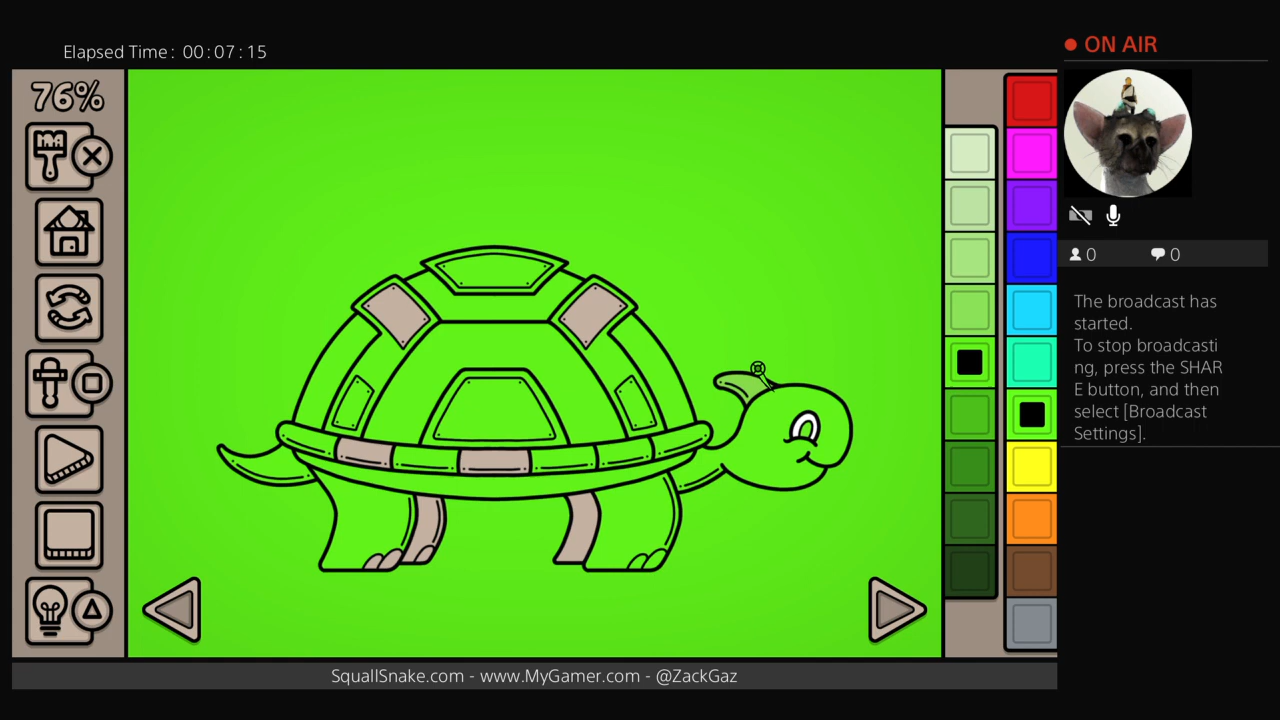 Elapsed Time: 00:07:15
ON AIR
76%
0 0
The broadcast has
started.
To stop broadcasti
ng, press the SHAR
E button, and then
select [Broadcast
Settings].
SquallSnake.com - www.MyGamer.com - @ZackGaz